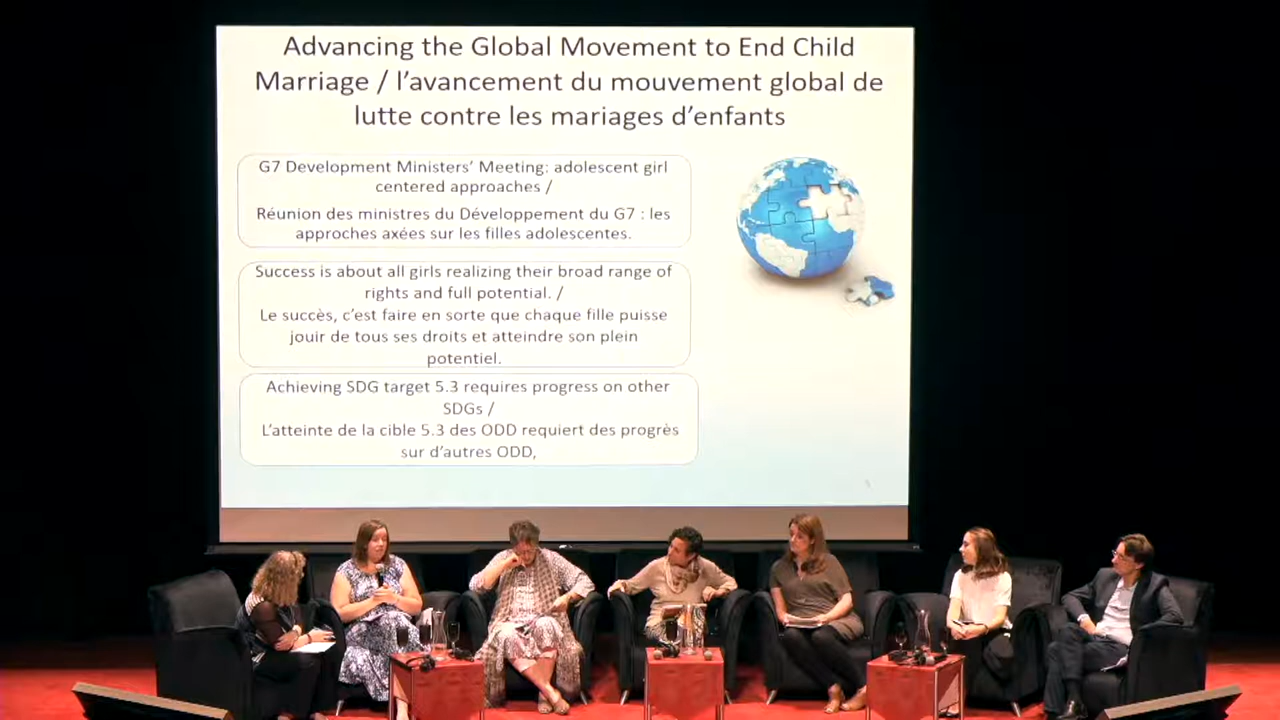 Advancing the Global Movement to End Child
Marriage / l’avancement du mouvement global de
lutte contre les mariages d’enfants
G7 Development Ministers’ Meeting: adolescent girl
centered approaches /
Réunion des ministres du Développement du G7 : les
approches axées sur les filles adolescentes.
Success is about all girls realizing their broad range of
rights and full potential. /
Le succès, c’est faire en sorte que chaque fille puisse
jouir de tous ses droits et atteindre son plein
potentiel.
Achieving SDG target 5.3 requires progress on other
SDGs /
L’atteinte de la cible 5.3 des ODD requiert des progrès
sur d’autres ODD,